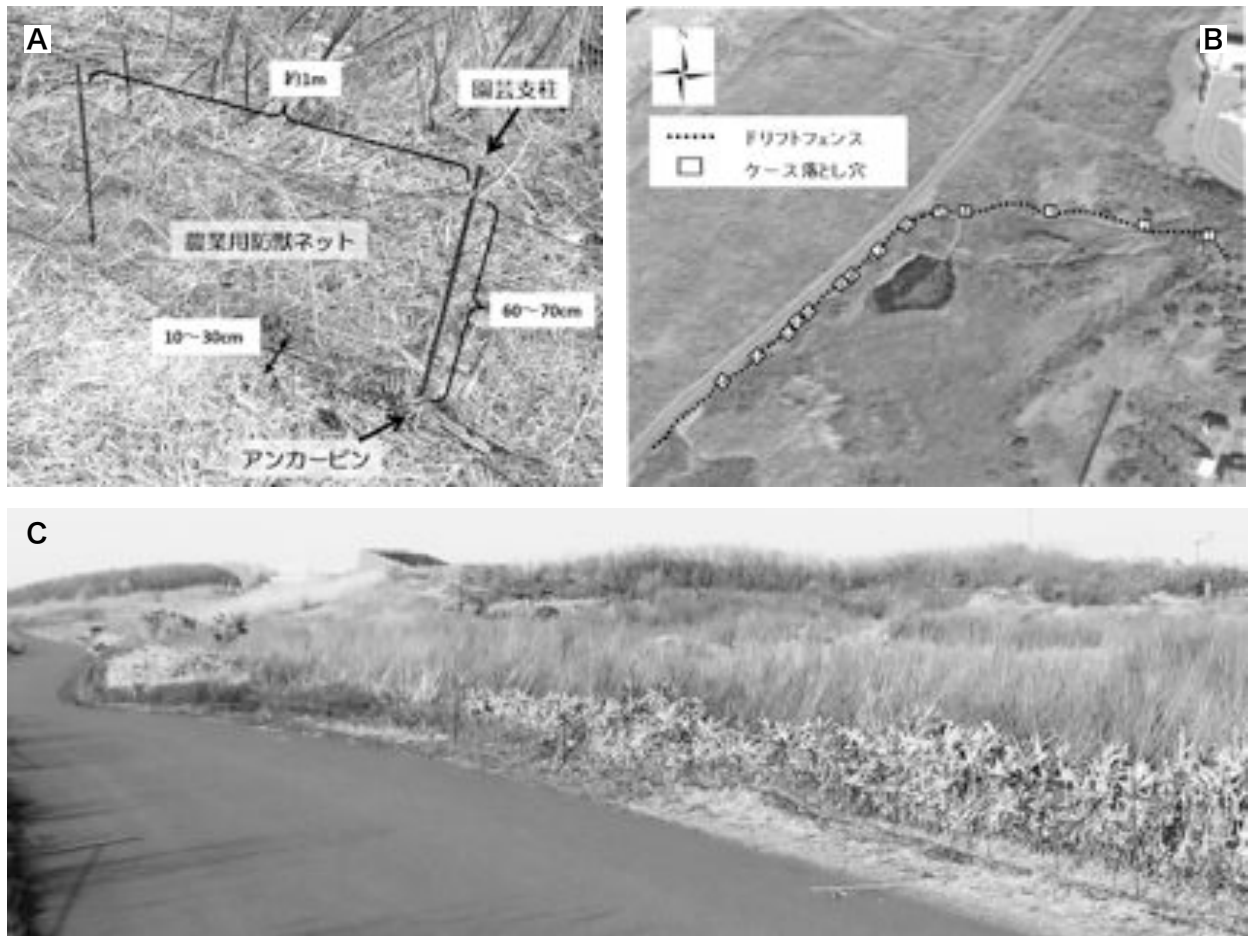 A
約1m
園芸支柱
農業用防獣ネット
60〜70cm
10〜30cm
アンカーピン
B
N
ドリフトフェンス
ケース落とし穴
C